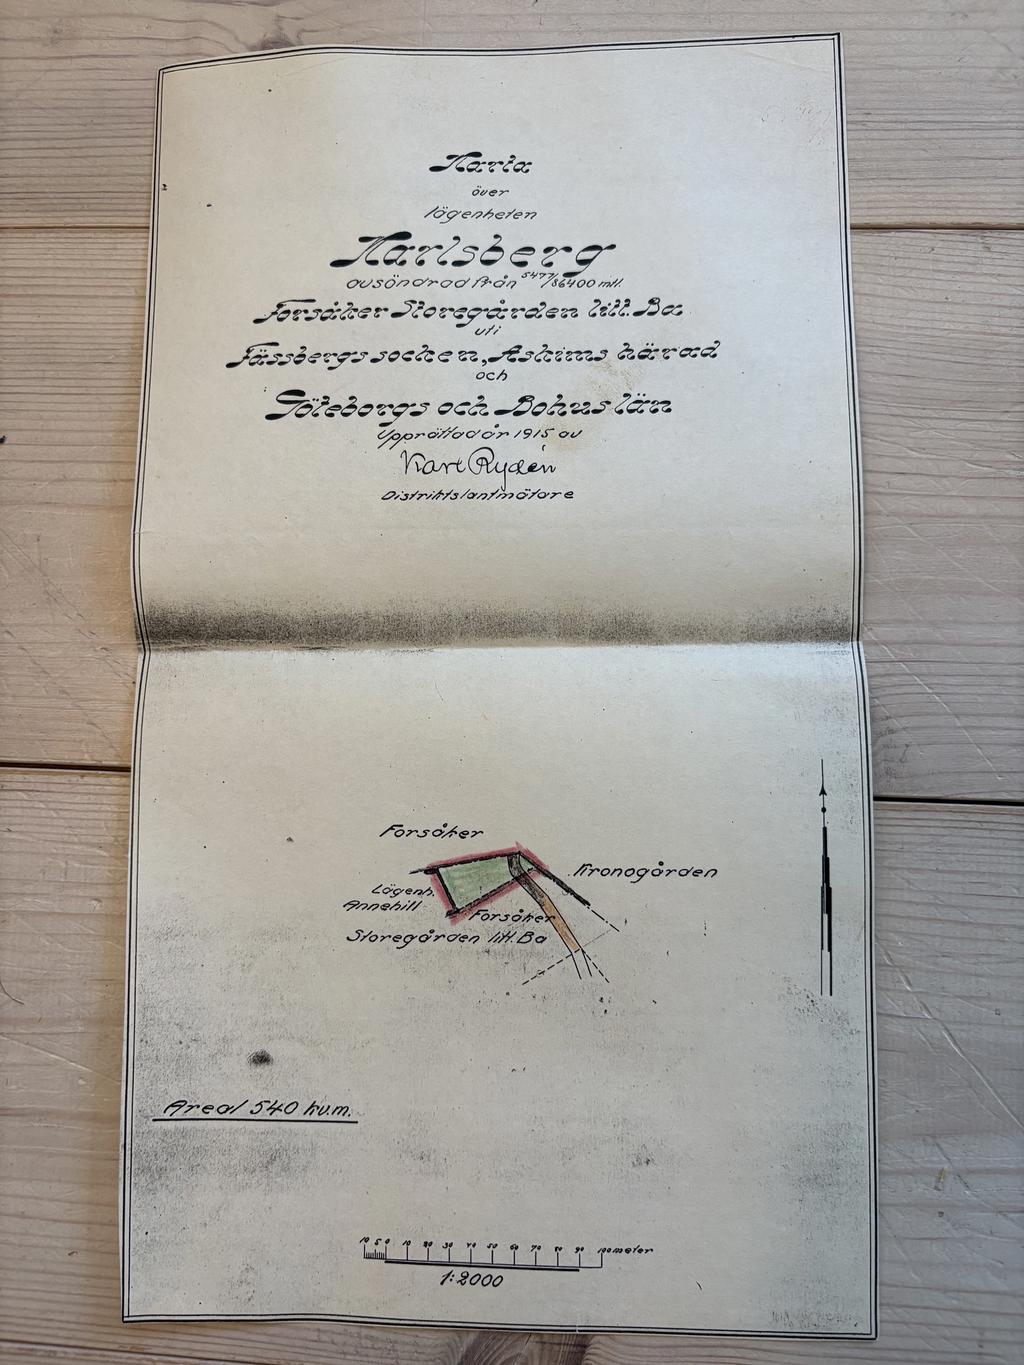 Karta
över
lägenheten
Karlsberg
avsöndrad från 5477/86400 mtl.
Forsåker Storegården litt. Ba
uti
Fässbergs socken, Askims härad
och
Göteborgs och Bohus län
Upprättad år 1915 av
Karl Rydén
Distriktslantmätare
Forsåker
Kronogården
Lägenh.
Annehill
Forsåker
Storegården litt. Ba
Areal 540 kv.m.
10 5 0 10 20 30 40 50 60 70 80 90 100 meter
1:2000